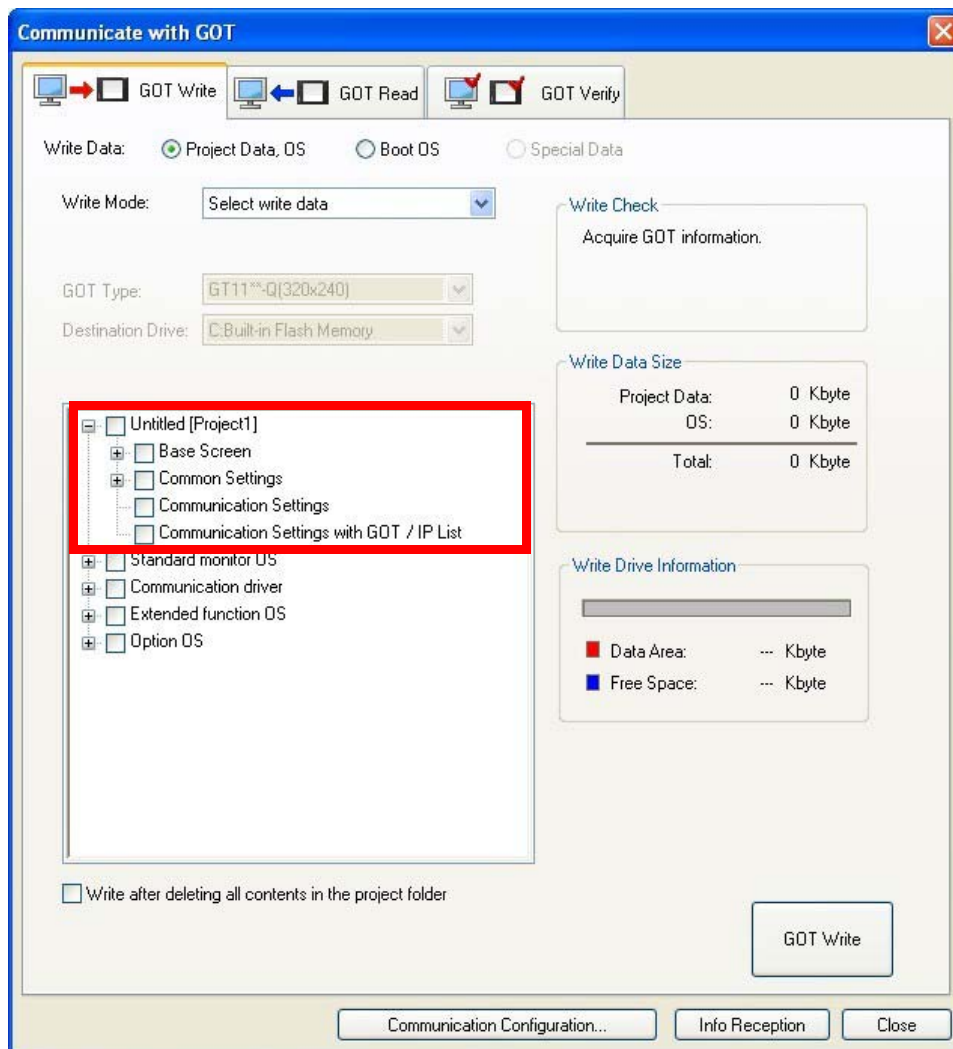 Communicate with GOT
GOT Write GOT Read GOT Verify
Write Data: Project Data, OS Boot OS Special Data
Write Mode: Select write data
GOT Type: GT11**-Q(320x240)
Destination Drive: C:Built-in Flash Memory
Untitled [Project1]
Base Screen
Common Settings
Communication Settings
Communication Settings with GOT / IP List
Standard monitor OS
Communication driver
Extended function OS
Option OS
Write after deleting all contents in the project folder
Write Check
Acquire GOT information.
Write Data Size
Project Data: 0 Kbyte
OS: 0 Kbyte
Total: 0 Kbyte
Write Drive Information
Data Area: --- Kbyte
Free Space: --- Kbyte
GOT Write
Communication Configuration... Info Reception Close